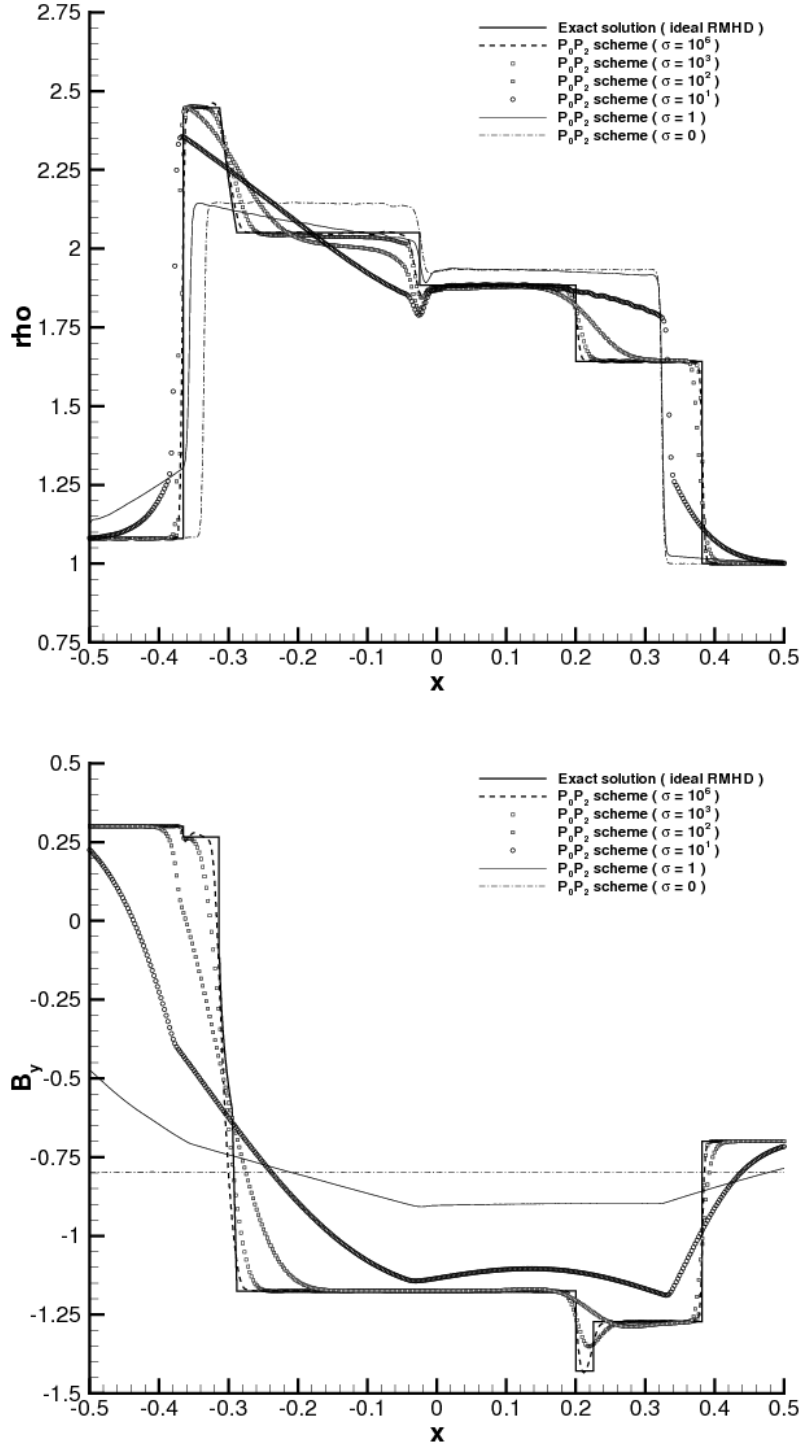 Exact solution ( ideal RMHD )
P₀P₂ scheme ( σ = 10⁶)
P₀P₂ scheme ( σ = 10³)
P₀P₂ scheme ( σ = 10²)
P₀P₂ scheme ( σ = 10¹)
P₀P₂ scheme ( σ = 1 )
P₀P₂ scheme ( σ = 0 )
2.75
2.5
2.25
2
1.75
1.5
1.25
1
0.75
rho
-0.5 -0.4 -0.3 -0.2 -0.1 0 0.1 0.2 0.3 0.4 0.5
x
Exact solution ( ideal RMHD )
P₀P₂ scheme ( σ = 10⁶)
P₀P₂ scheme ( σ = 10³)
P₀P₂ scheme ( σ = 10²)
P₀P₂ scheme ( σ = 10¹)
P₀P₂ scheme ( σ = 1 )
P₀P₂ scheme ( σ = 0 )
0.5
0.25
0
-0.25
-0.5
-0.75
-1
-1.25
-1.5
B_y
-0.5 -0.4 -0.3 -0.2 -0.1 0 0.1 0.2 0.3 0.4 0.5
x